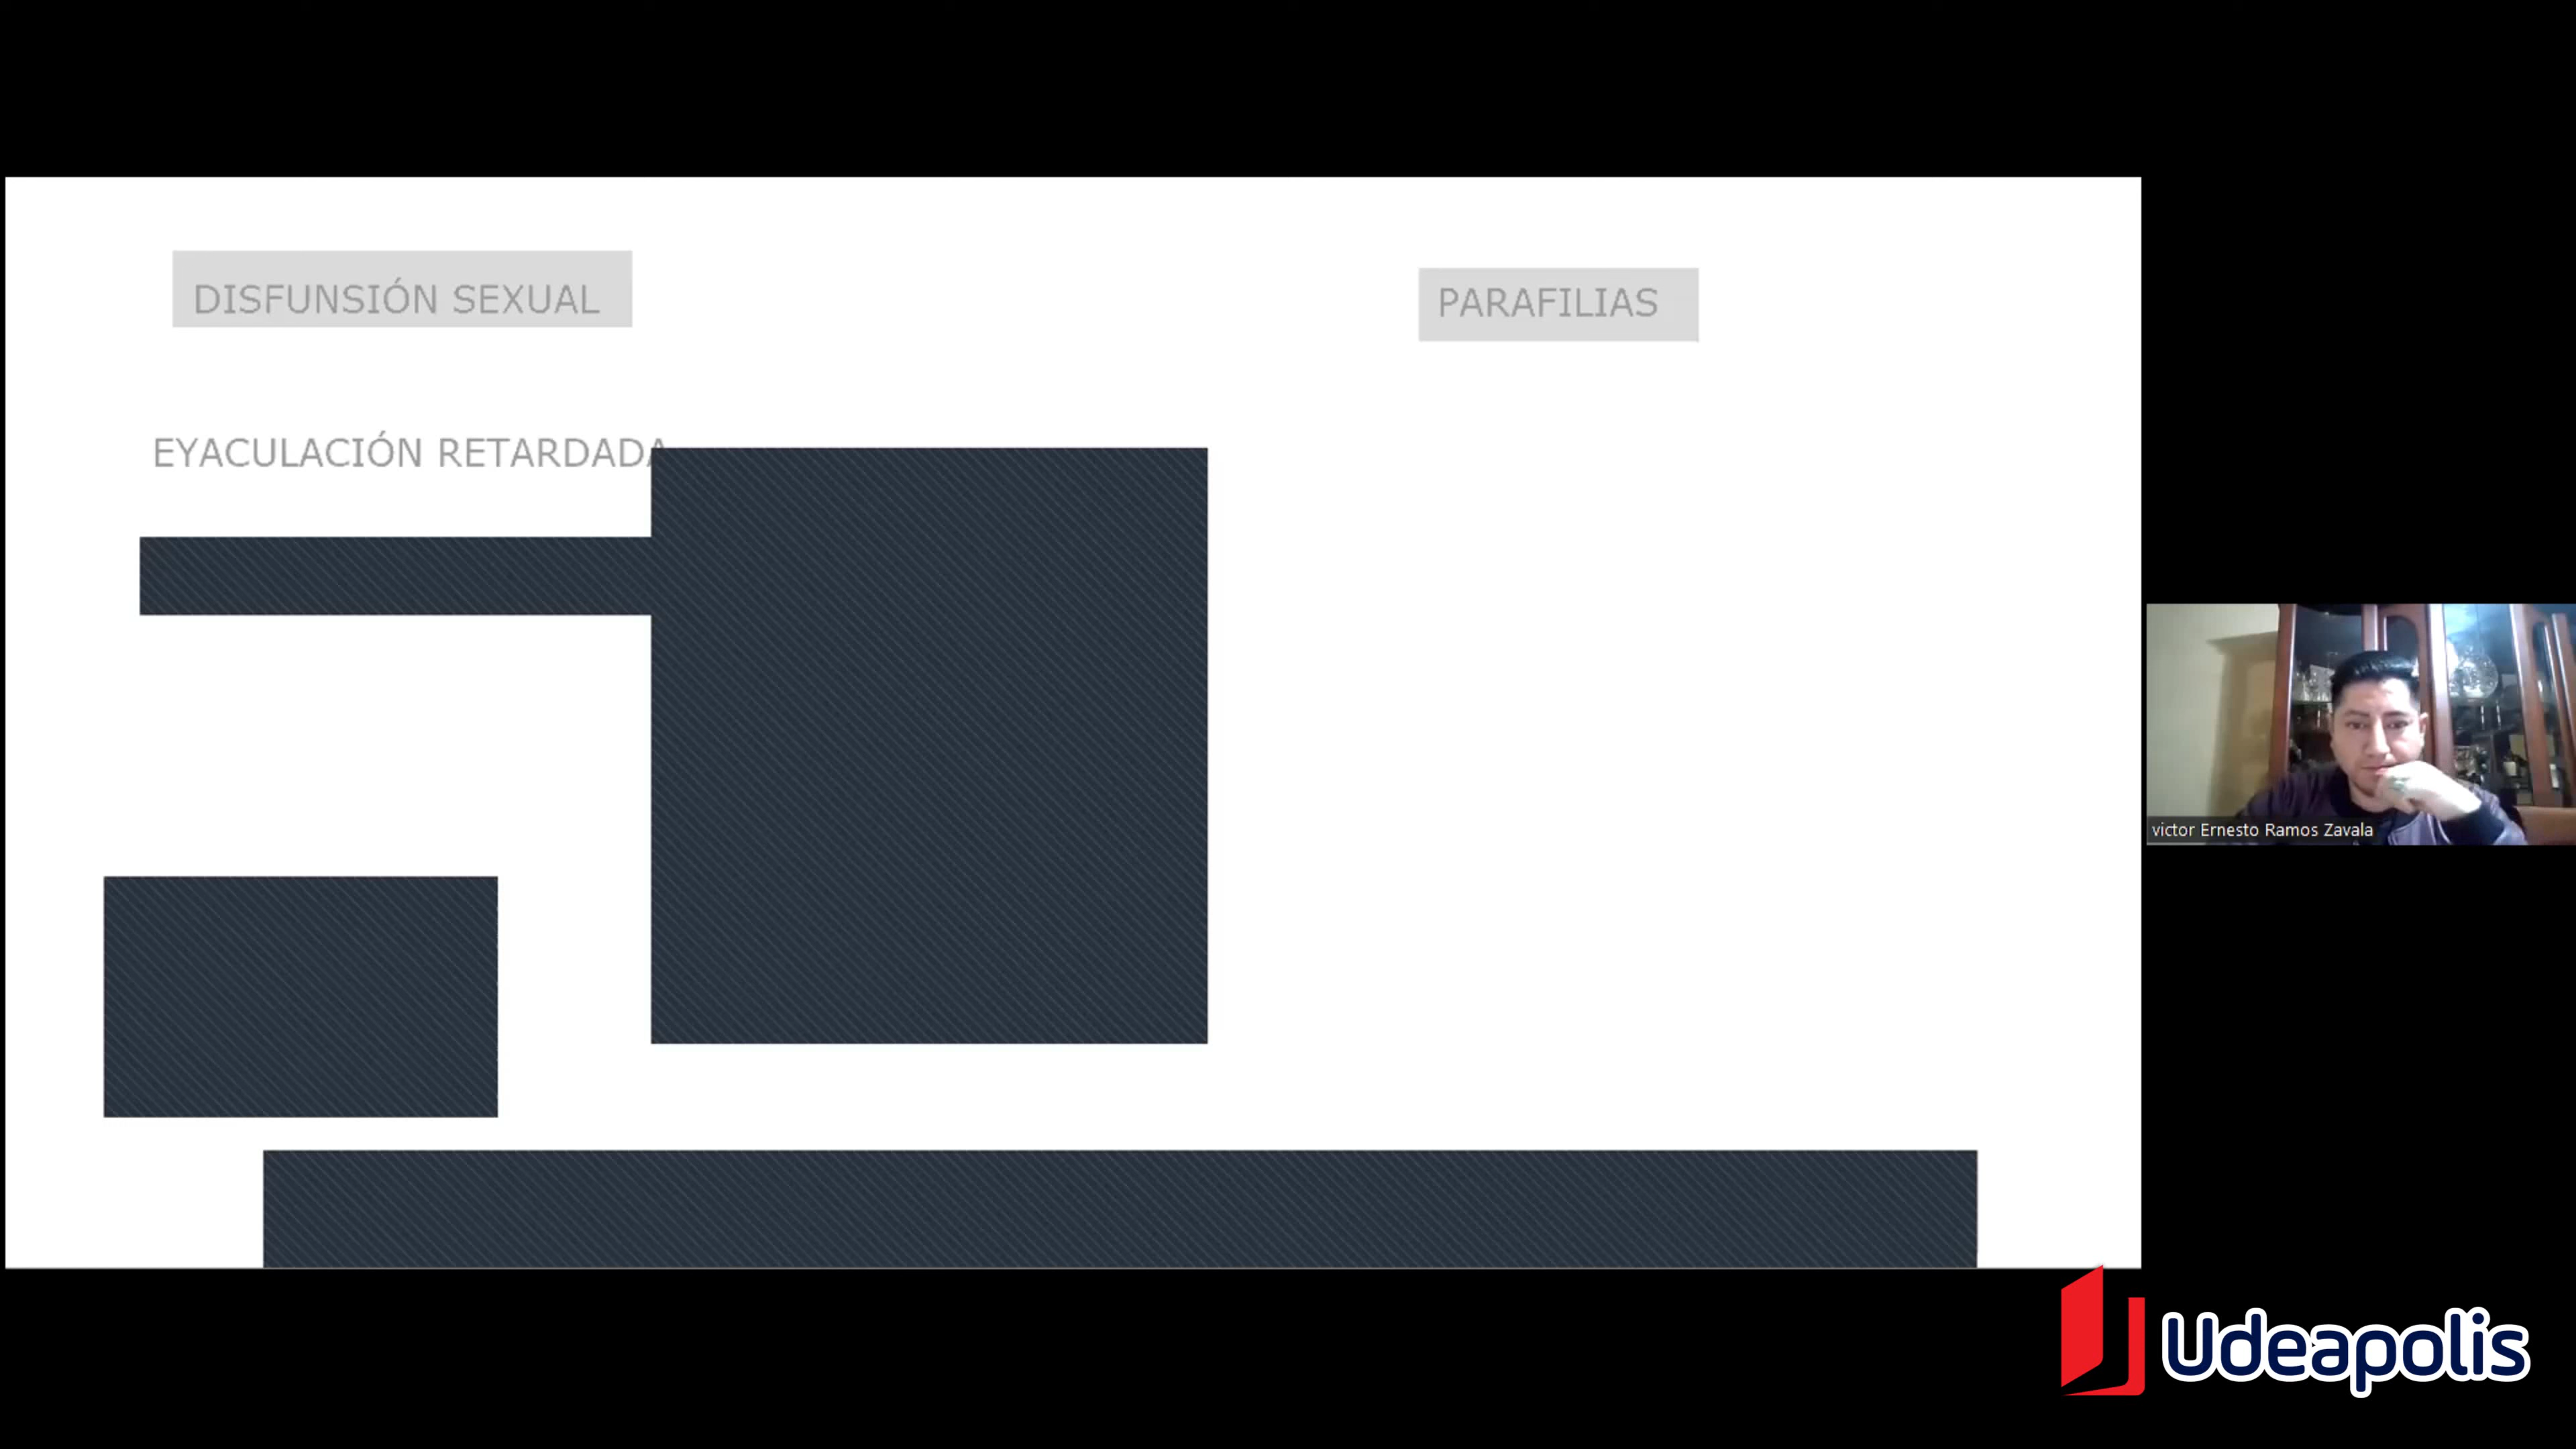 DISFUNSIÓN SEXUAL
PARAFILIAS
EYACULACIÓN RETARDADA
victor Ernesto Ramos Zavala
Udeapolis